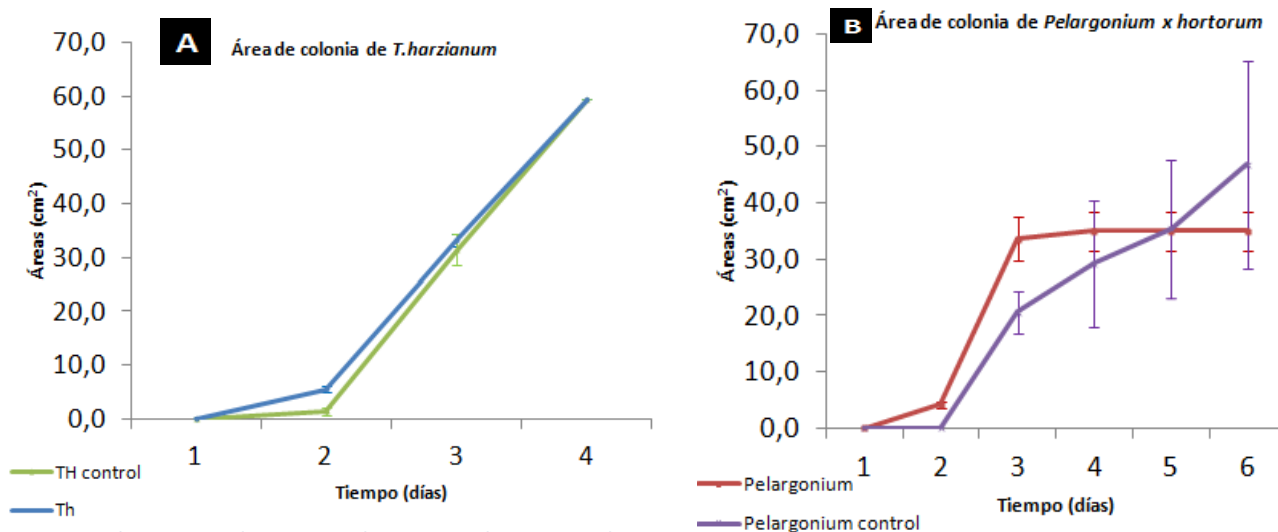 A
Área de colonia de T.harzianum
70,0
60,0
50,0
40,0
30,0
20,0
10,0
0,0
Áreas (cm²)
1 2 3 4
Tiempo (días)
TH control
Th
B
Área de colonia de Pelargonium x hortorum
70,0
60,0
50,0
40,0
30,0
20,0
10,0
0,0
Áreas (cm²)
1 2 3 4 5 6
Tiempo (días)
Pelargonium
Pelargonium control